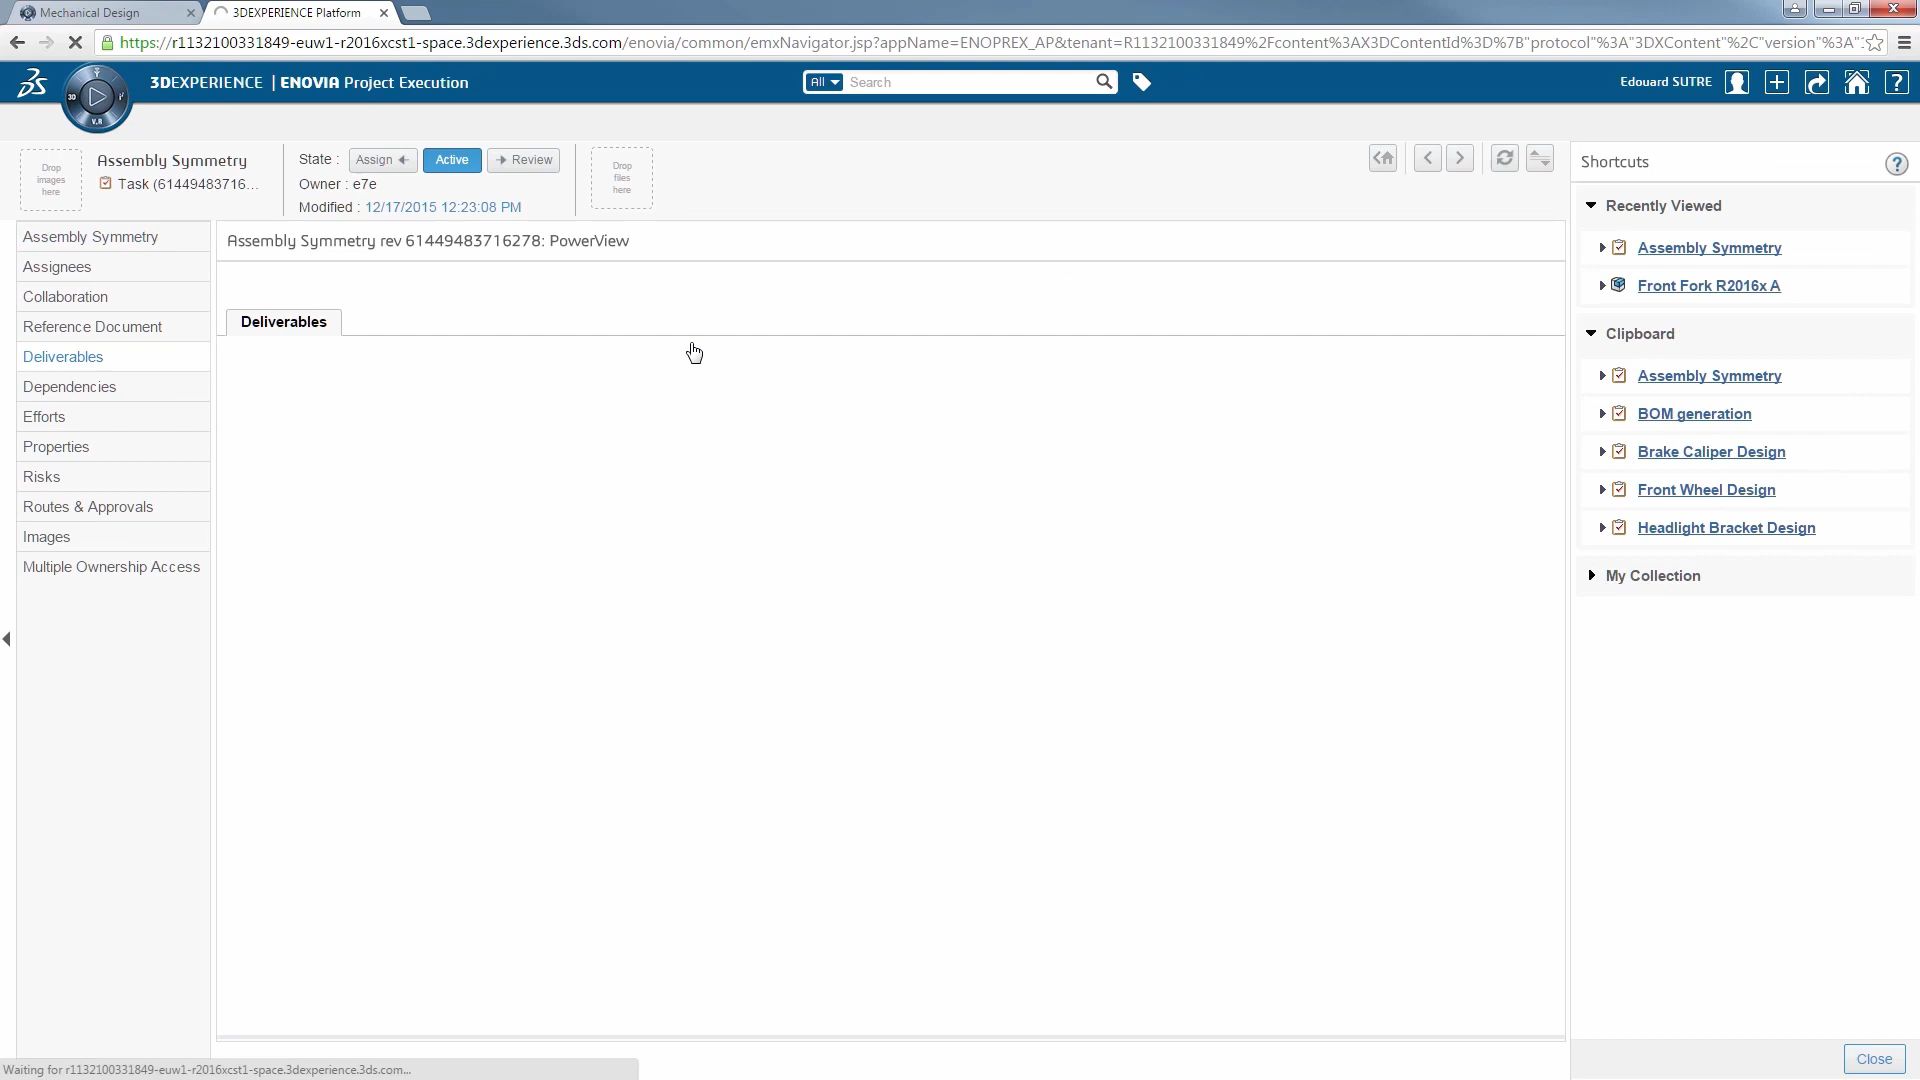 Mechanical Design
3DEXPERIENCE Platform
https://r1132100331849-euw1-r2016xcst1-space.3dexperience.3ds.com/enovia/common/emxNavigator.jsp?appName=ENOPREX_AP&tenant=R1132100331849%2Fcontent%3AX3DContentId%3D%7B"protocol"%3A"3DXContent"%2C"version"%3A"
3DEXPERIENCE | ENOVIA Project Execution
All
Search
Edouard SUTRE
3D
V.R
Drop images here
Assembly Symmetry
Task (61449483716...
State :
Assign
Active
Review
Owner : e7e
Modified : 12/17/2015 12:23:08 PM
Drop files here
Assembly Symmetry
Assignees
Collaboration
Reference Document
Deliverables
Dependencies
Efforts
Properties
Risks
Routes & Approvals
Images
Multiple Ownership Access
Assembly Symmetry rev 61449483716278: PowerView
Deliverables
Shortcuts
Recently Viewed
Assembly Symmetry
Front Fork R2016x A
Clipboard
Assembly Symmetry
BOM generation
Brake Caliper Design
Front Wheel Design
Headlight Bracket Design
My Collection
Close
Waiting for r1132100331849-euw1-r2016xcst1-space.3dexperience.3ds.com...